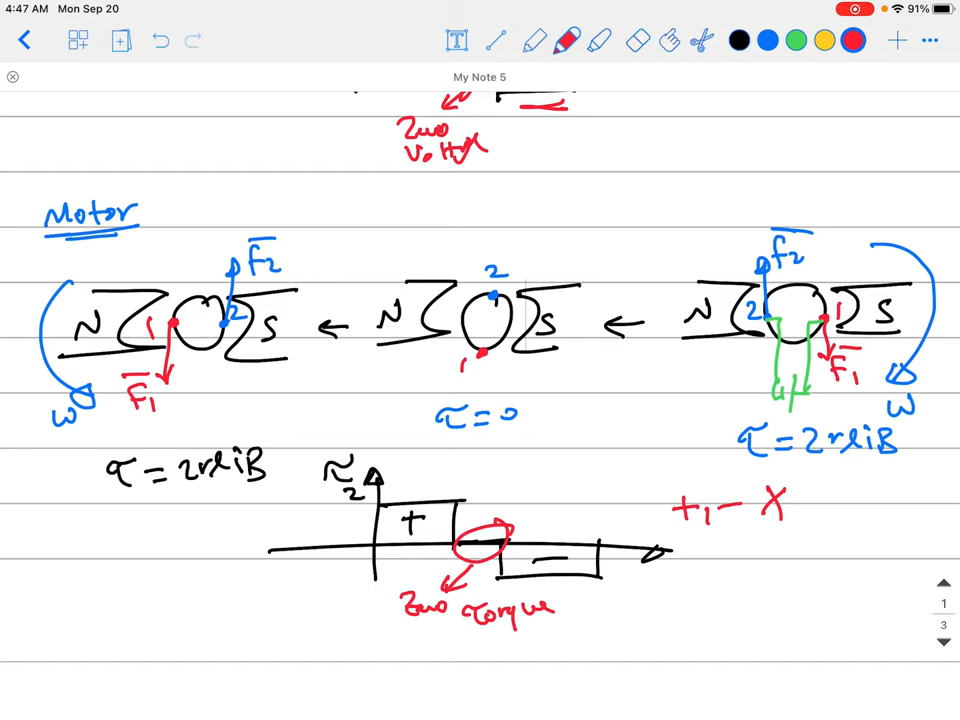 4:47 AM Mon Sep 20
91%
My Note 5
Zero
Voltage
Motor
F2
F2
N 1 2 S
2
N S
1
N 2 1 S
ω F1
F1
ω
τ = 0
τ = 2rliB
τ = 2rliB
τ
2
+
+, - X
-
Zero Torque
1
3